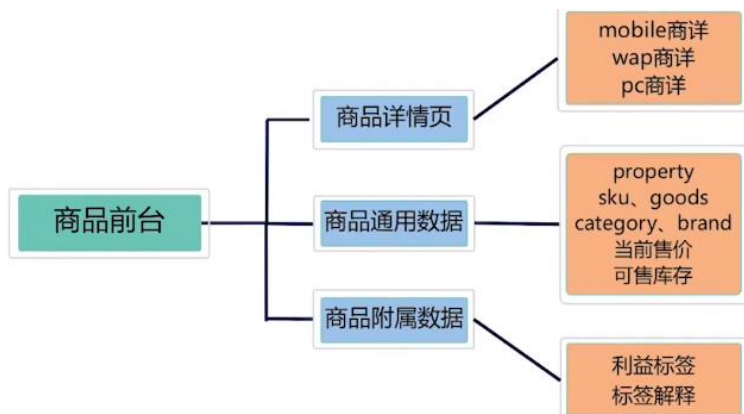 商品前台
商品详情页
mobile商详
wap商详
pc商详
商品通用数据
property
sku、goods
category、brand
当前售价
可售库存
商品附属数据
利益标签
标签解释